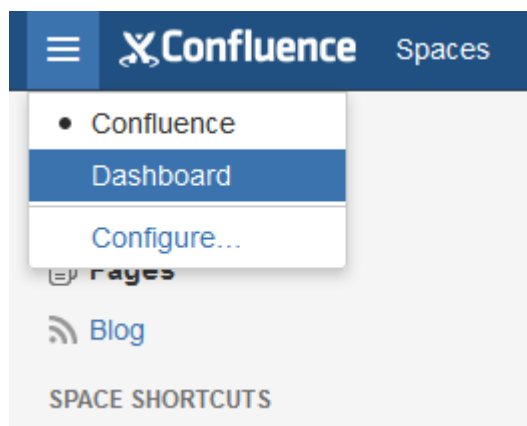 Confluence Spaces
Confluence
Dashboard
Configure...
Pages
Blog
SPACE SHORTCUTS